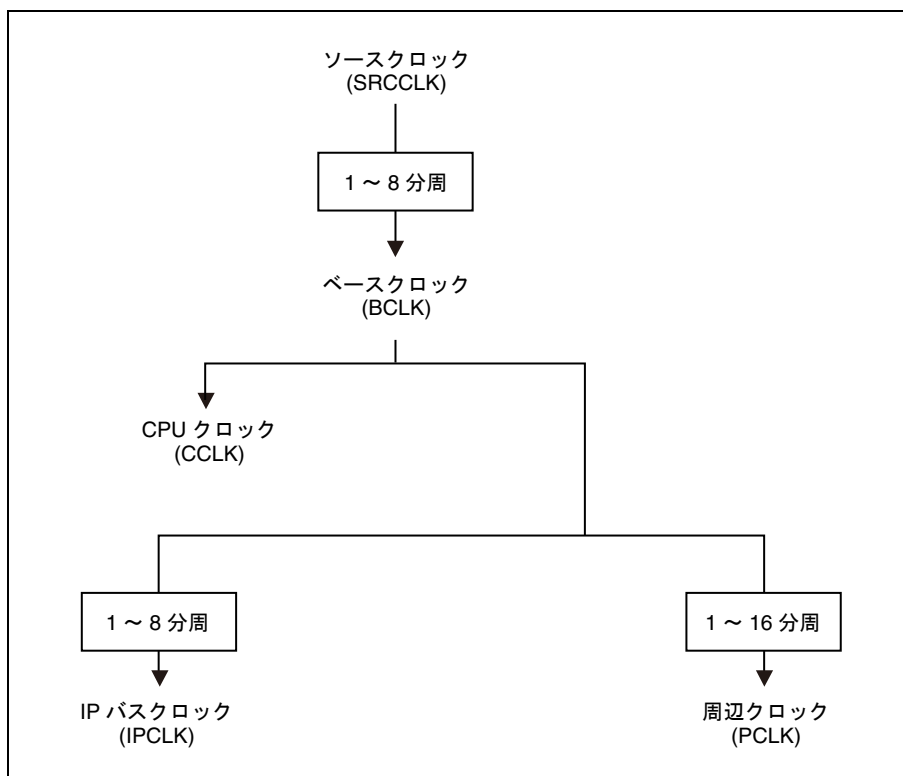 ソースクロック
(SRCCLK)
1 ～ 8 分周
ベースクロック
(BCLK)
CPU クロック
(CCLK)
1 ～ 8 分周
1 ～ 16 分周
IP バスクロック
(IPCLK)
周辺クロック
(PCLK)